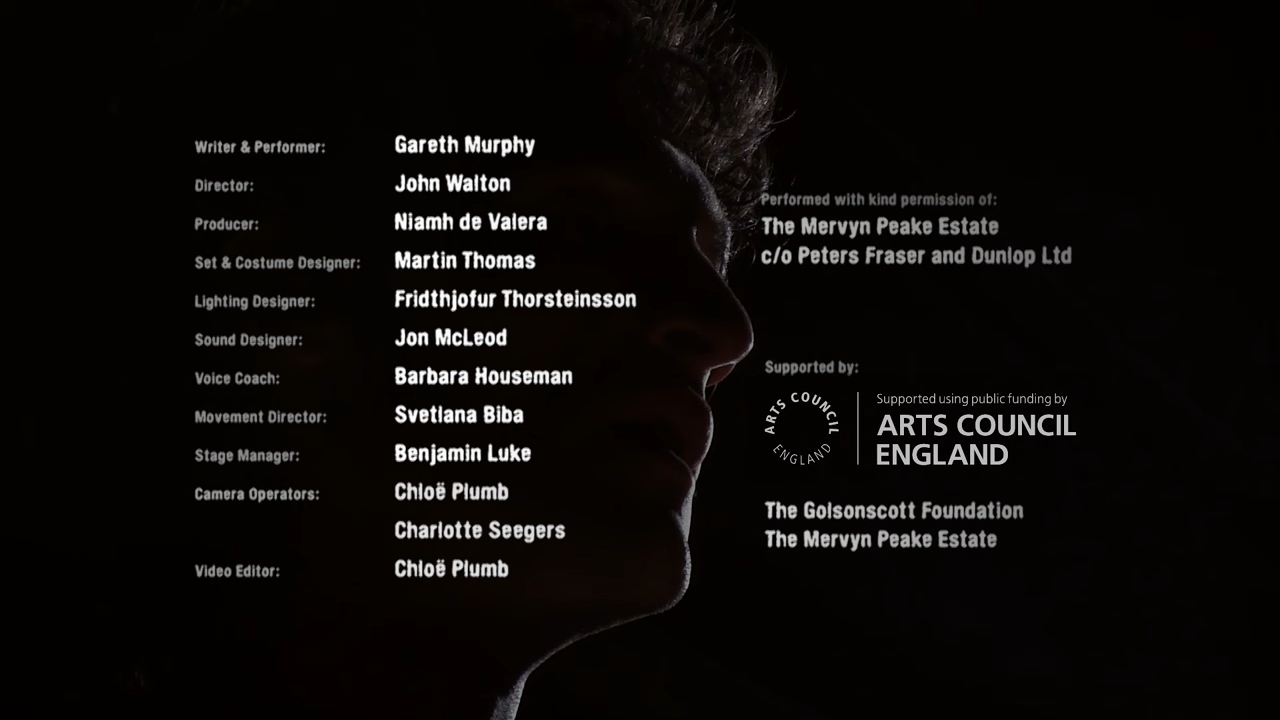 Writer & Performer: Gareth Murphy
Director: John Walton
Producer: Niamh de Valera
Set & Costume Designer: Martin Thomas
Lighting Designer: Fridthjofur Thorsteinsson
Sound Designer: Jon McLeod
Voice Coach: Barbara Houseman
Movement Director: Svetlana Biba
Stage Manager: Benjamin Luke
Camera Operators: Chloë Plumb
Charlotte Seegers
Video Editor: Chloë Plumb
Performed with kind permission of:
The Mervyn Peake Estate
c/o Peters Fraser and Dunlop Ltd
Supported by:
ARTS COUNCIL
ENGLAND
Supported using public funding by
ARTS COUNCIL
ENGLAND
The Golsonscott Foundation
The Mervyn Peake Estate